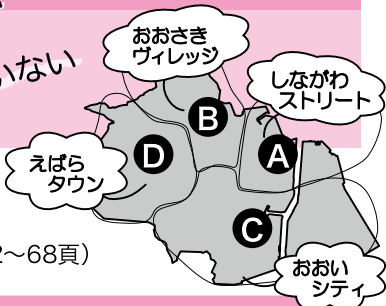 いない
おおさき
ヴィレッジ
しながわ
ストリート
B
D
A
えばら
タウン
C
～68頁）
おおい
シティ